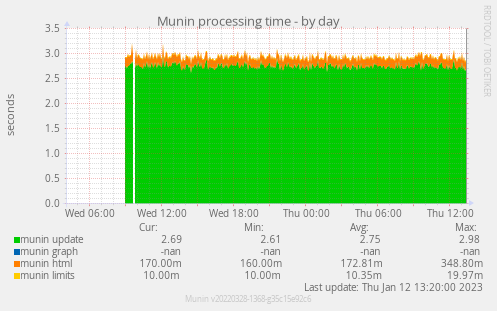 Munin processing time - by day
RRDTOOL / TOBI OETIKER
seconds
3.5
3.0
2.5
2.0
1.5
1.0
0.5
0.0
Wed 06:00 Wed 12:00 Wed 18:00 Thu 00:00 Thu 06:00 Thu 12:00
Cur: Min: Avg: Max:
munin update 2.69 2.61 2.75 2.98
munin graph -nan -nan -nan -nan
munin html 170.00m 160.00m 172.81m 348.80m
munin limits 10.00m 10.00m 10.35m 19.97m
Last update: Thu Jan 12 13:20:00 2023
Munin v20220328-1368-g35c15e92c6